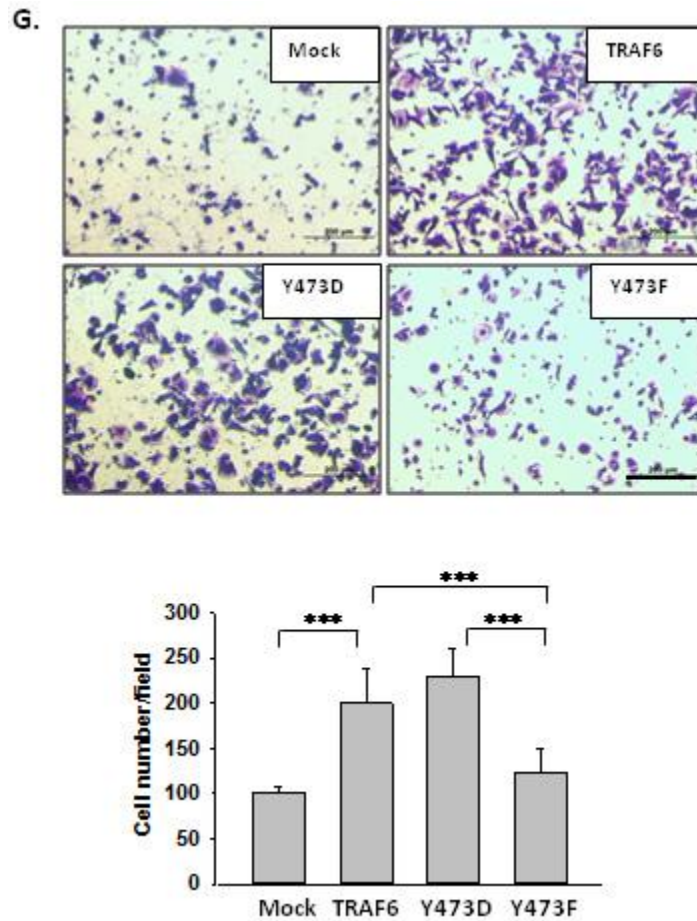 G.
Mock
TRAF6
Y473D
Y473F
***
***
***
300
250
200
150
100
50
0
Cell number/field
Mock TRAF6 Y473D Y473F